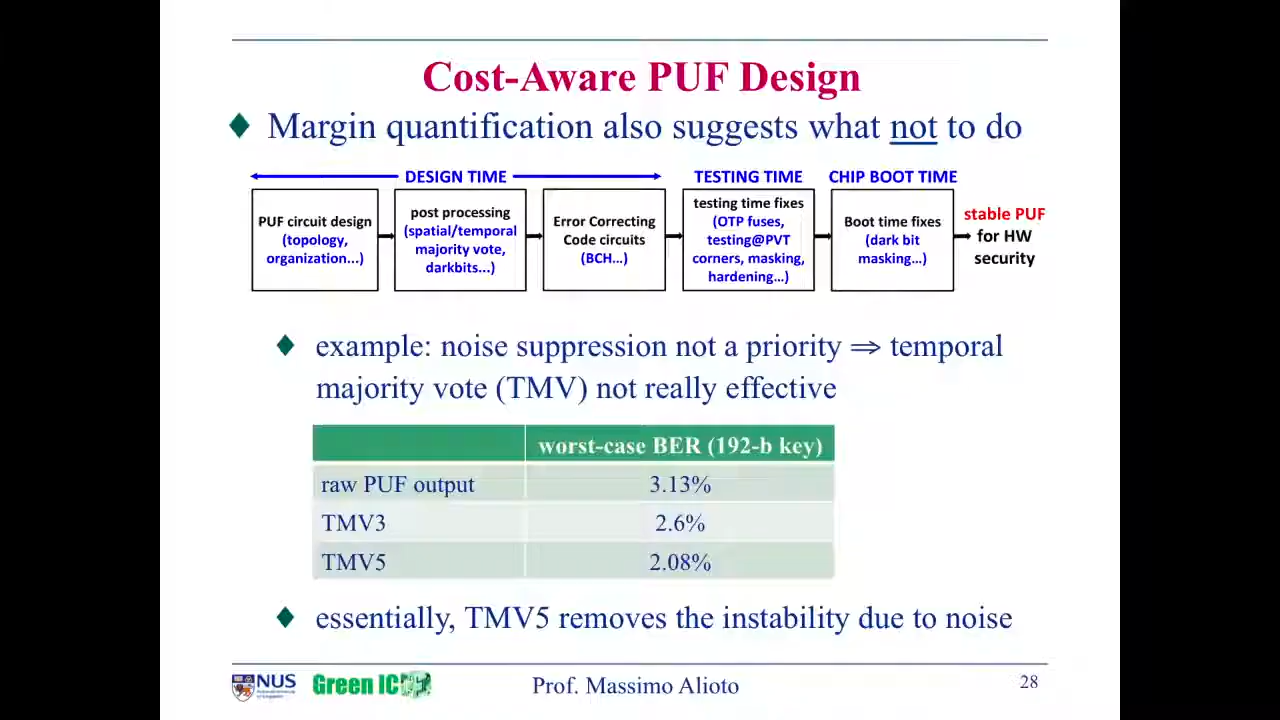 Cost-Aware PUF Design
Margin quantification also suggests what not to do
DESIGN TIME
TESTING TIME
CHIP BOOT TIME
PUF circuit design
(topology,
organization...)
post processing
(spatial/temporal
majority vote,
darkbits...)
Error Correcting
Code circuits
(BCH...)
testing time fixes
(OTP fuses,
testing@PVT
corners, masking,
hardening...)
Boot time fixes
(dark bit
masking...)
stable PUF
for HW
security
example: noise suppression not a priority ⇒ temporal
majority vote (TMV) not really effective
worst-case BER (192-b key)
raw PUF output 3.13%
TMV3 2.6%
TMV5 2.08%
essentially, TMV5 removes the instability due to noise
NUS
Green IC
Prof. Massimo Alioto
28